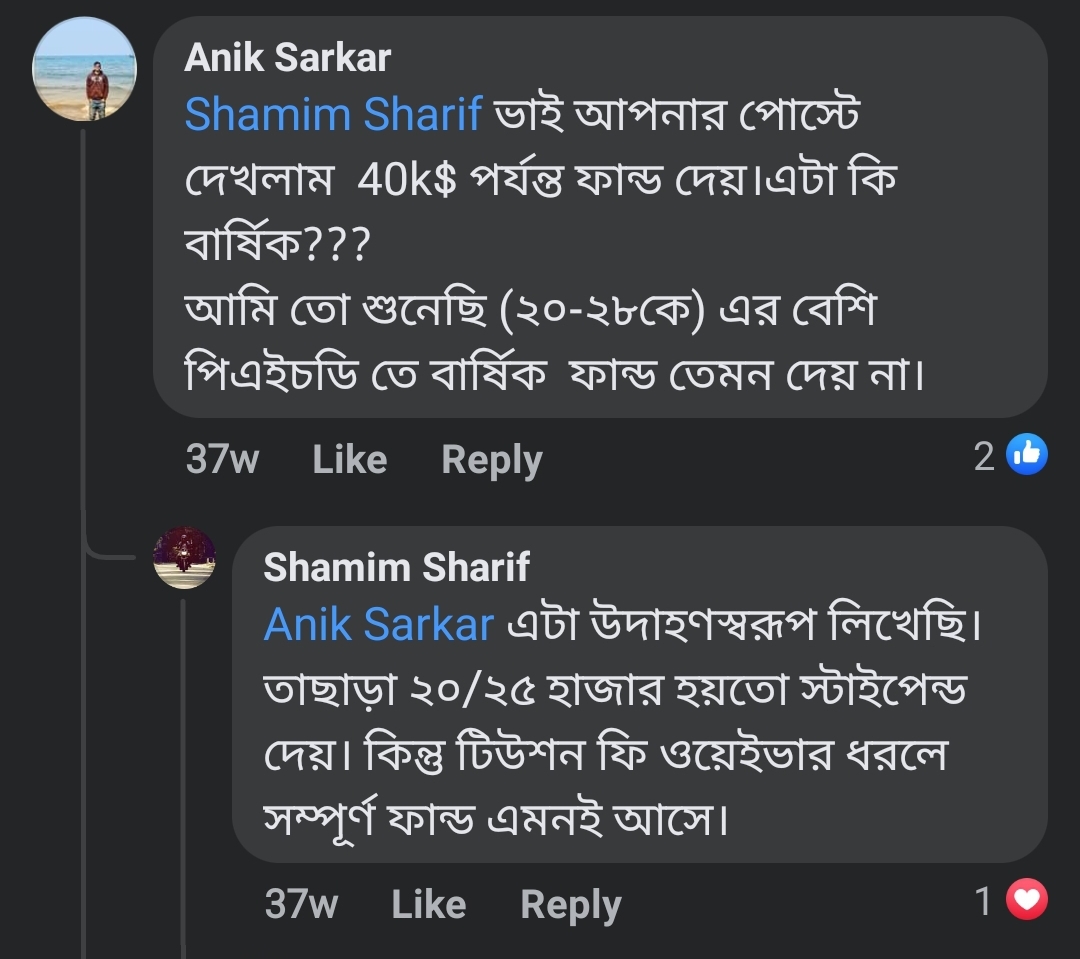 Anik Sarkar
Shamim Sharif ভাই আপনার পোস্টে
দেখলাম 40k$ পর্যন্ত ফান্ড দেয়।এটা কি
বার্ষিক???
আমি তো শুনেছি (২০-২৮কে) এর বেশি
পিএইচডি তে বার্ষিক ফান্ড তেমন দেয় না।
37w Like Reply 2
Shamim Sharif
Anik Sarkar এটা উদাহণস্বরূপ লিখেছি।
তাছাড়া ২০/২৫ হাজার হয়তো স্টাইপেন্ড
দেয়। কিন্তু টিউশন ফি ওয়েইভার ধরলে
সম্পূর্ণ ফান্ড এমনই আসে।
37w Like Reply 1